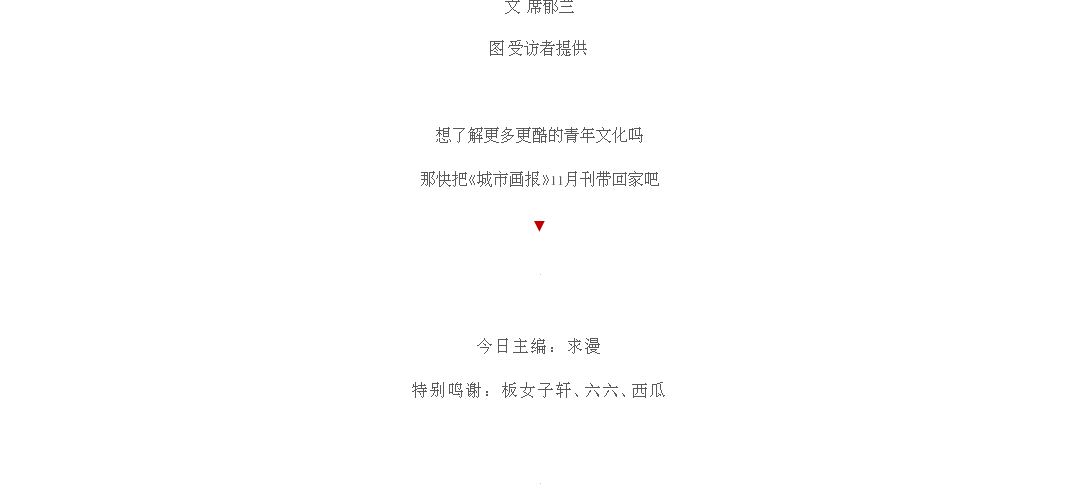 文 席郁兰
图 受访者提供
想了解更多更酷的青年文化吗
那快把《城市画报》11月刊带回家吧
▼
今日主编：求漫
特别鸣谢：板女子轩、六六、西瓜